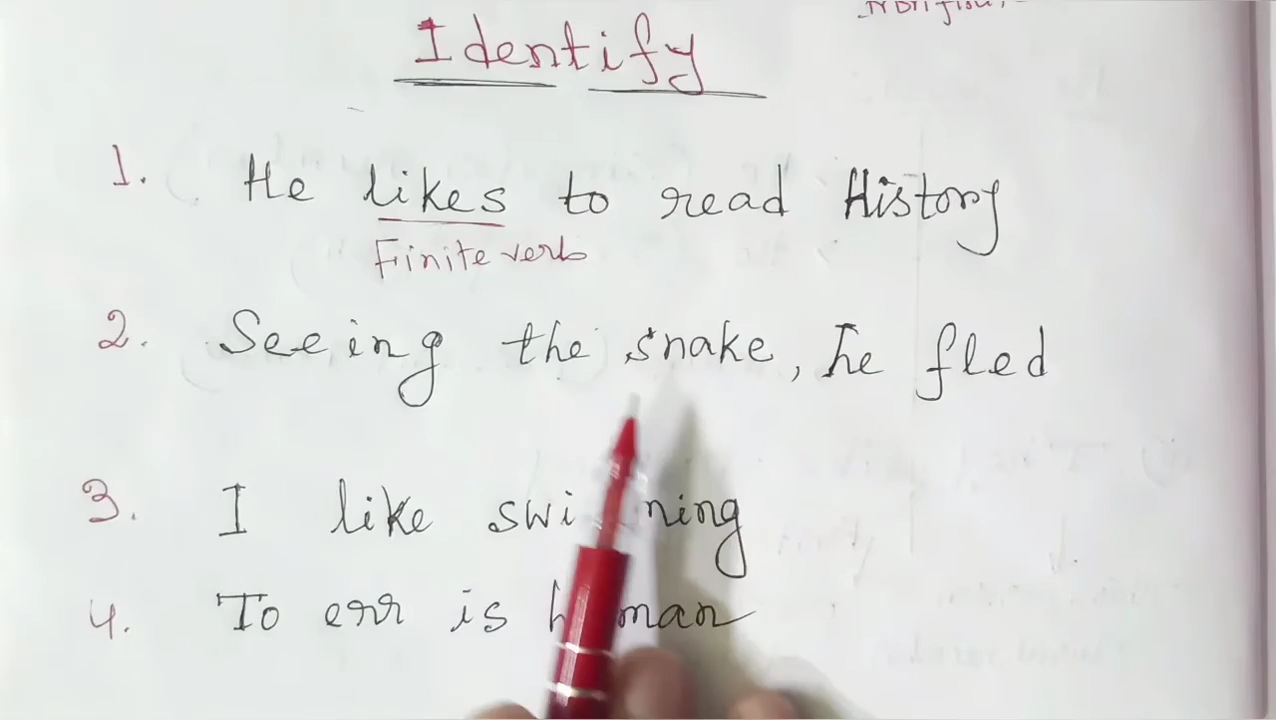 Identify
1. He likes to read History
Finite verb
2. Seeing the snake, he fled
3. I like
4. To err is